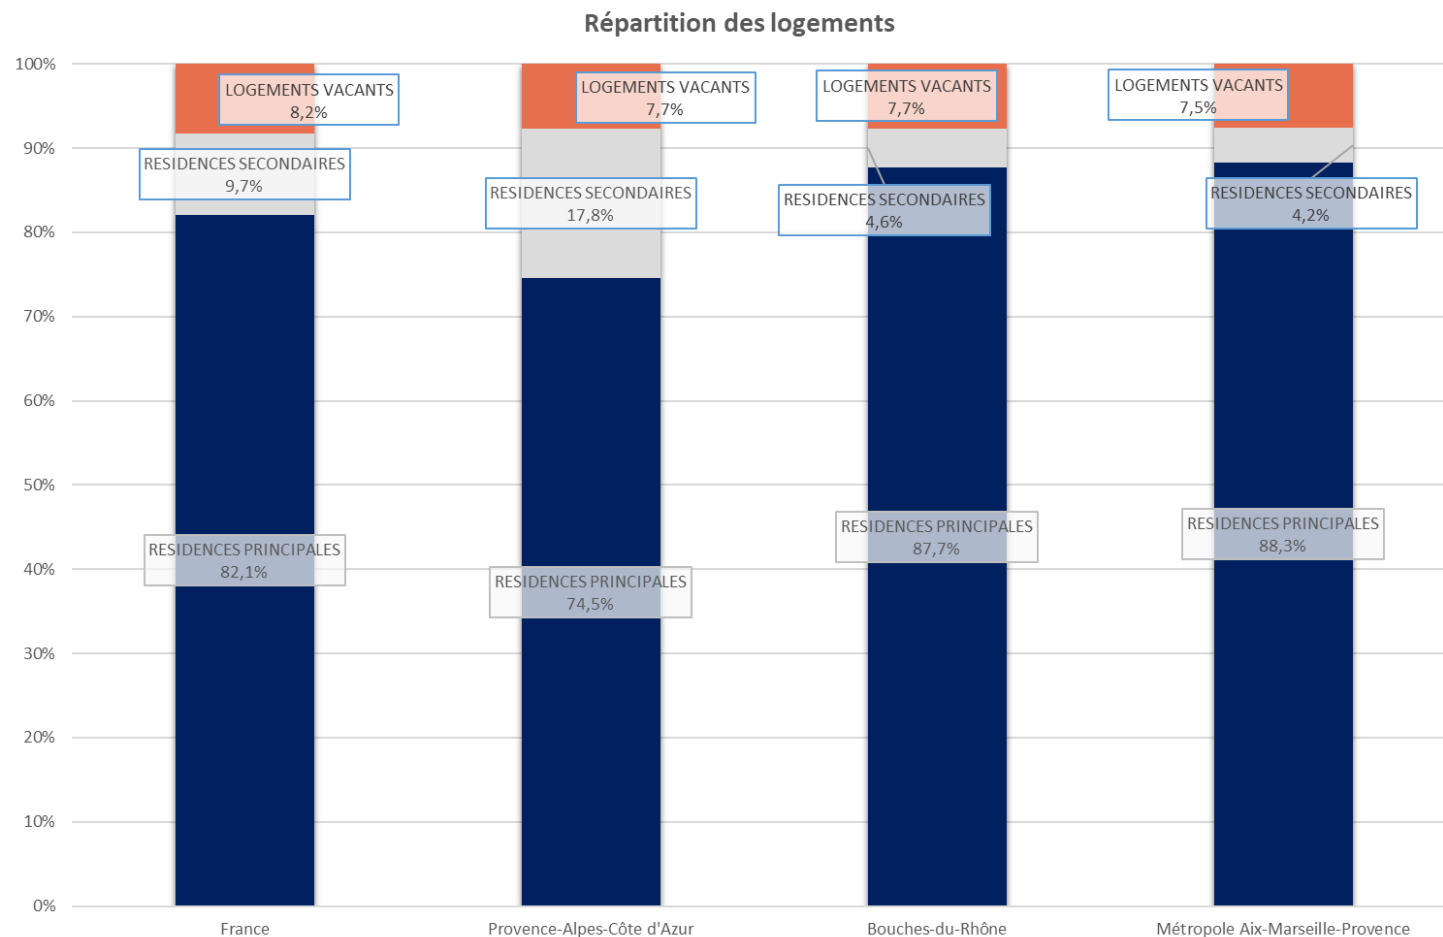 Répartition des logements
100%
90%
80%
70%
60%
50%
40%
30%
20%
10%
0%
LOGEMENTS VACANTS
8,2%
RESIDENCES SECONDAIRES
9,7%
RESIDENCES PRINCIPALES
82,1%
France
LOGEMENTS VACANTS
7,7%
RESIDENCES SECONDAIRES
17,8%
RESIDENCES PRINCIPALES
74,5%
Provence-Alpes-Côte d'Azur
LOGEMENTS VACANTS
7,7%
RESIDENCES SECONDAIRES
4,6%
RESIDENCES PRINCIPALES
87,7%
Bouches-du-Rhône
LOGEMENTS VACANTS
7,5%
RESIDENCES SECONDAIRES
4,2%
RESIDENCES PRINCIPALES
88,3%
Métropole Aix-Marseille-Provence